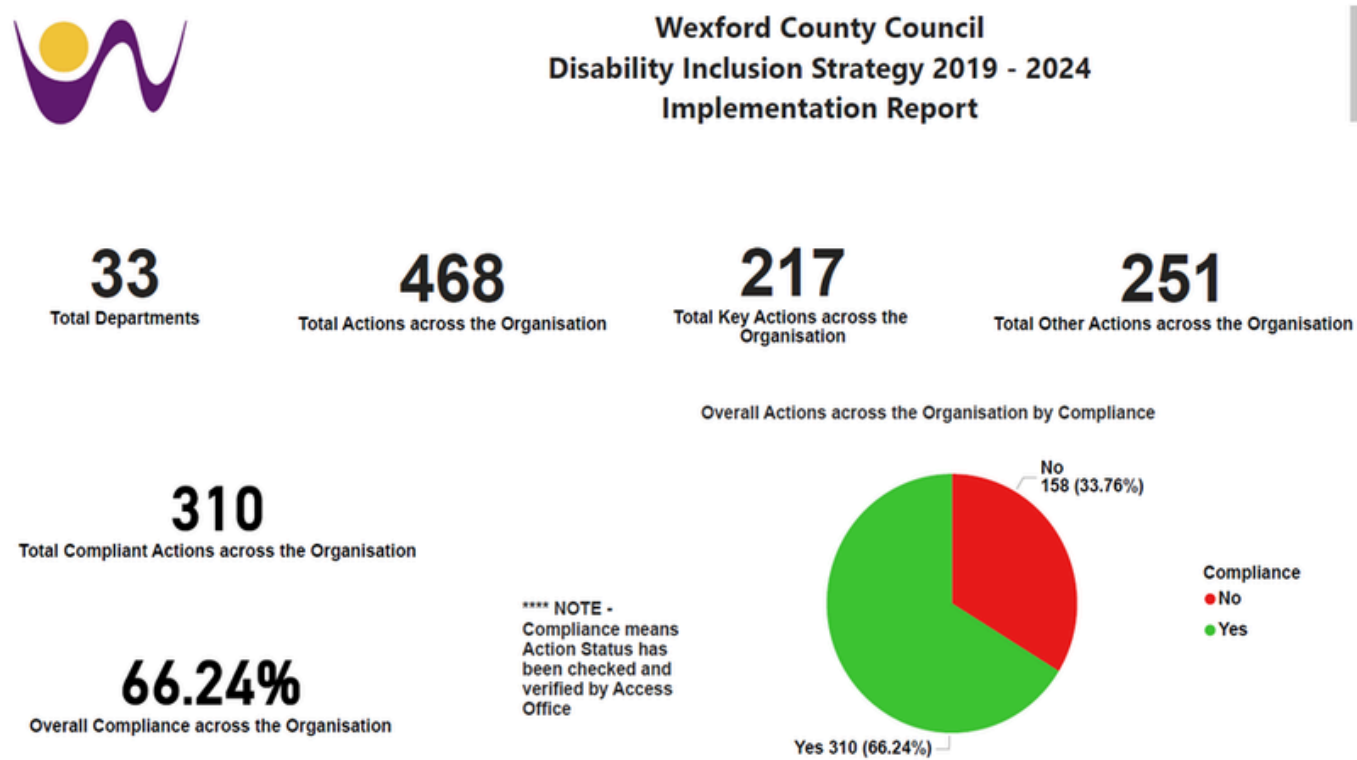 Wexford County Council
Disability Inclusion Strategy 2019 - 2024
Implementation Report
33
Total Departments
468
Total Actions across the Organisation
217
Total Key Actions across the
Organisation
251
Total Other Actions across the Organisation
310
Total Compliant Actions across the Organisation
66.24%
Overall Compliance across the Organisation
**** NOTE -
Compliance means
Action Status has
been checked and
verified by Access
Office
Overall Actions across the Organisation by Compliance
No
158 (33.76%)
Yes 310 (66.24%)
Compliance
No
Yes